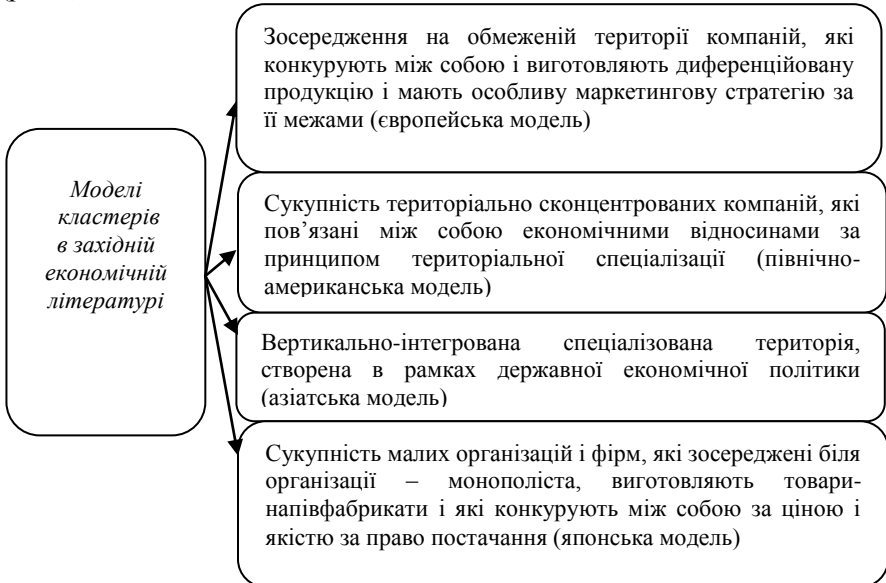 Зосередження на обмеженій території компаній, які
конкурують між собою і виготовляють диференційовану
продукцію і мають особливу маркетингову стратегію за
її межами (європейська модель)
Моделі
кластерів
в західній
економічній
літературі
Сукупність територіально сконцентрованих компаній, які
пов’язані між собою економічними відносинами за
принципом територіальної спеціалізації (північно-
американська модель)
Вертикально-інтегрована спеціалізована територія,
створена в рамках державної економічної політики
(азіатська модель)
Сукупність малих організацій і фірм, які зосереджені біля
організації – монополіста, виготовляють товари-
напівфабрикати і які конкурують між собою за ціною і
якістю за право постачання (японська модель)